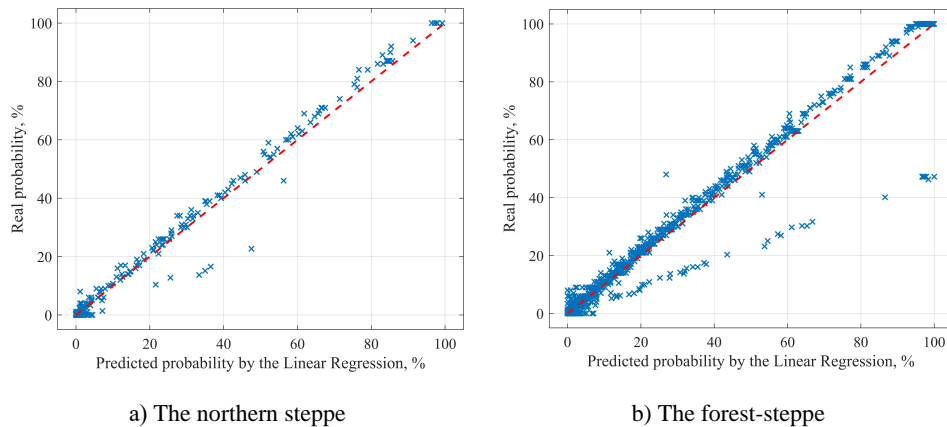 100
80
60
40
20
0
Real probability, %
0 20 40 60 80 100
Predicted probability by the Linear Regression, %
a) The northern steppe
100
80
60
40
20
0
Real probability, %
0 20 40 60 80 100
Predicted probability by the Linear Regression, %
b) The forest-steppe